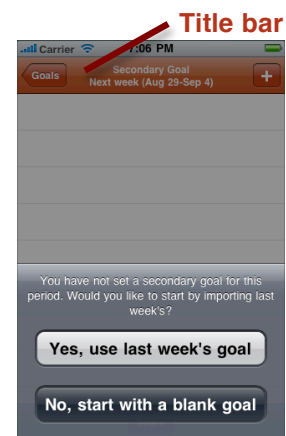 Title bar
Carrier 7:06 PM
Goals
Secondary Goal
Next week (Aug 29-Sep 4)
+
You have not set a secondary goal for this
period. Would you like to start by importing last
week's?
Yes, use last week's goal
No, start with a blank goal